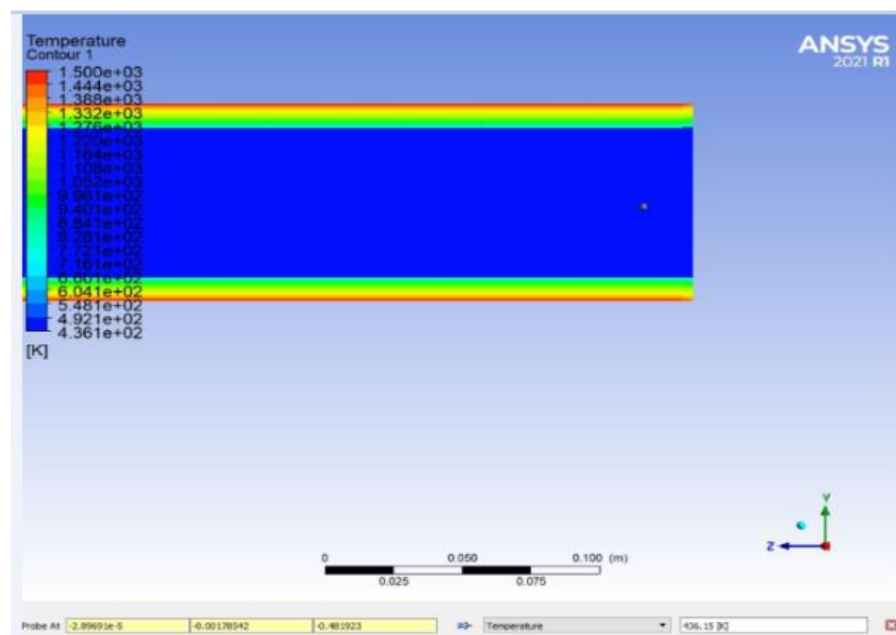 Temperature
Contour 1
1.500e+03
1.444e+03
1.388e+03
1.332e+03
1.276e+03
1.220e+03
1.164e+03
1.108e+03
1.052e+03
9.961e+02
9.401e+02
8.841e+02
8.281e+02
7.721e+02
7.161e+02
6.601e+02
6.041e+02
5.481e+02
4.921e+02
4.361e+02
[K]
ANSYS
2021 R1
Y
Z
0 0.050 0.100 (m)
0.025 0.075
Probe At -2.89691e-5 -0.00178542 -0.481923 Temperature 436.15 [K]